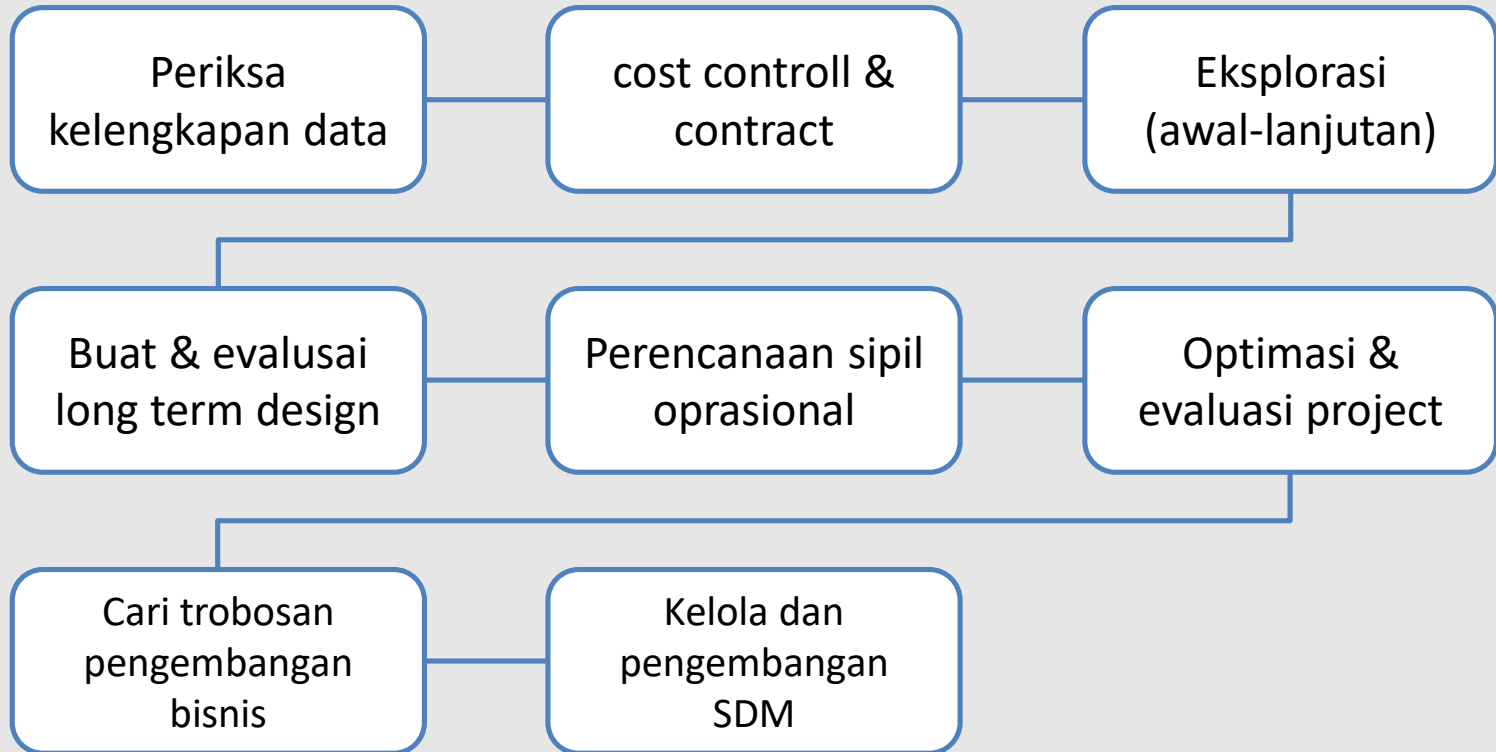 Periksa
kelengkapan data
cost controll &
contract
Eksplorasi
(awal-lanjutan)
Buat & evalusai
long term design
Perencanaan sipil
oprasional
Optimasi &
evaluasi project
Cari trobosan
pengembangan
bisnis
Kelola dan
pengembangan
SDM